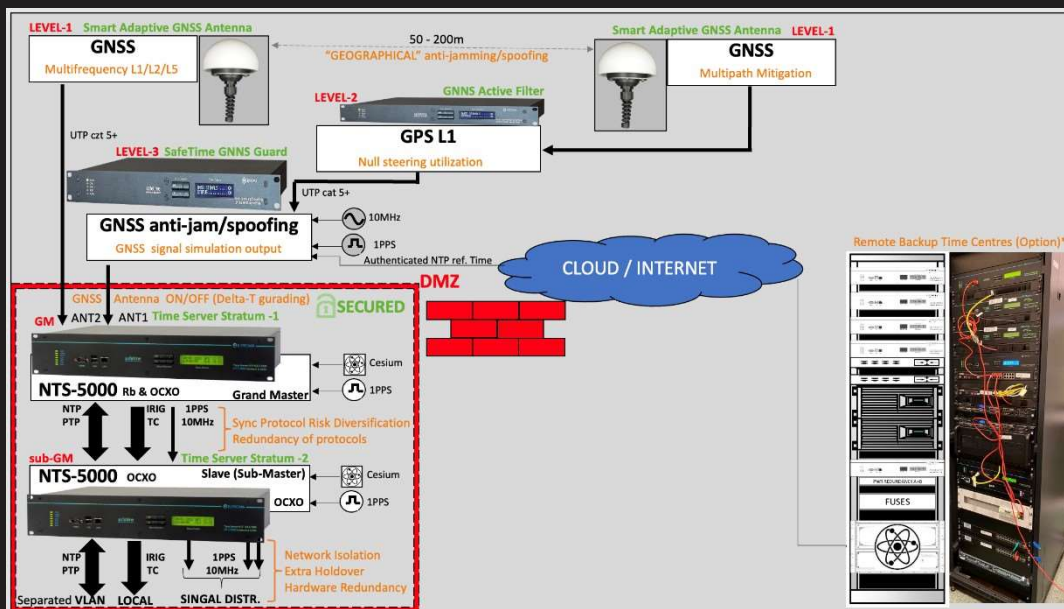 LEVEL-1 Smart Adaptive GNSS Antenna
GNSS
Multifrequency L1/L2/L5
50 - 200m
"GEOGRAPHICAL" anti-jamming/spoofing
Smart Adaptive GNSS Antenna LEVEL-1
GNSS
Multipath Mitigation
LEVEL-2
GNNS Active Filter
GPS L1
Null steering utilization
UTP czt 5+
LEVEL-3 SafeTime GNNS Guard
UTP cat 5+
GNSS anti-jam/spoofing
GNSS signal simulation output
10MHz
1PPS
Authenticated NTP ref. Time
CLOUD / INTERNET
DMZ
Remote Backup Time Centres (Option)*
GNSS Antenna ON/OFF (Delta-T gurading)
SECURED
GM
ANT2 ANT1 Time Server Stratum -1
NTS-5000 Rb & OCXO
Grand Master
Cesium
1PPS
NTP
PTP
IRIG
TC
1PPS
10MHz
Sync Protocol Risk Diversification
Redundancy of protocols
sub-GM
Time Server Stratum -2
NTS-5000 OCXO
Slave (Sub-Master)
OCXO
Cesium
1PPS
NTP
PTP
IRIG
TC
1PPS
10MHz
Network Isolation
Extra Holdover
Hardware Redundancy
Separated VLAN
LOCAL
SINGAL DISTR.
FUSES